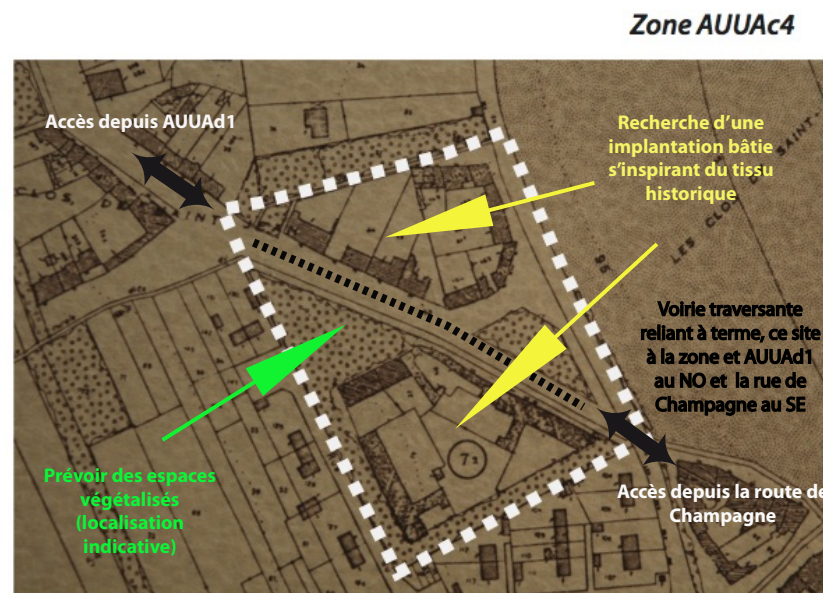 Zone AUUAc4
Accès depuis AUUAd1
Recherche d'une
implantation bâtie
s'inspirant du tissu
historique
LES CLOS DE SAINT-
Voirie traversante
reliant à terme, ce site
à la zone et AUUAd1
au NO et la rue de
Champagne au SE
Prévoir des espaces
végétalisés
(localisation
indicative)
Accès depuis la route de
Champagne